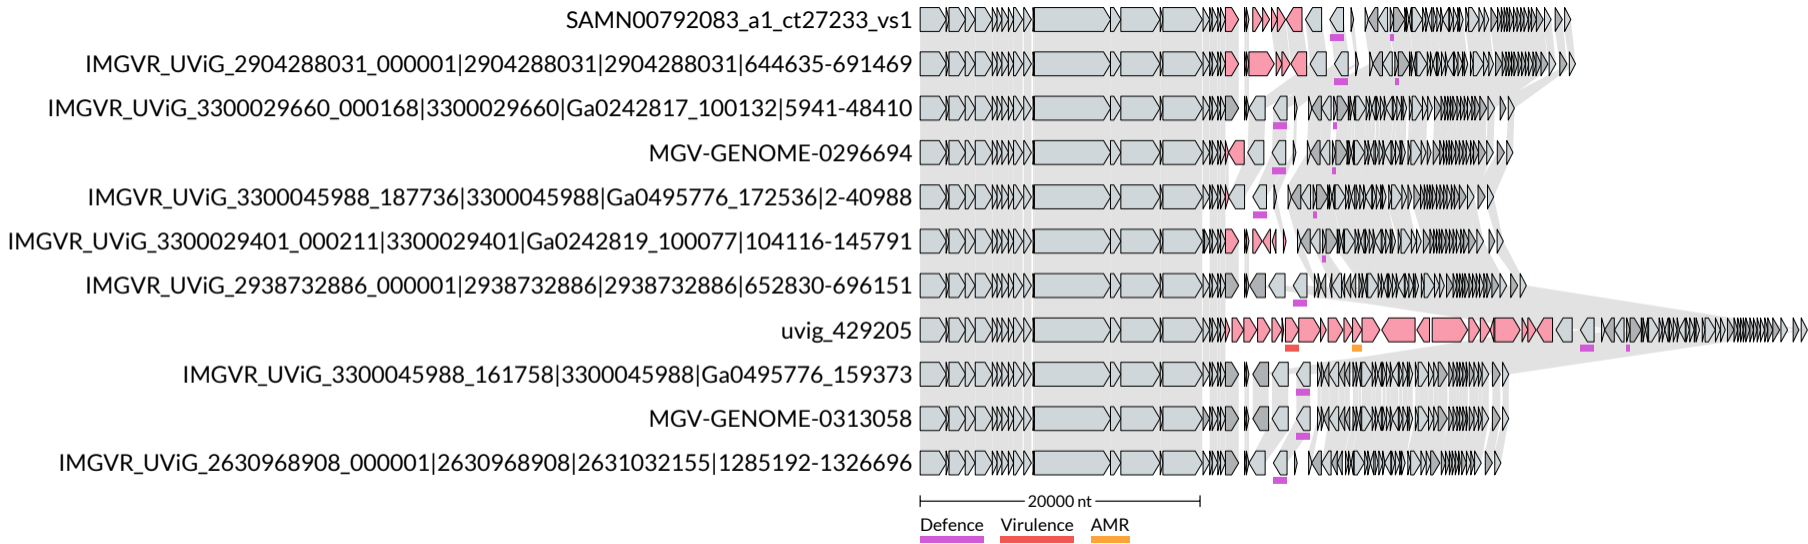 SAMN00792083_a1_ct27233_vs1
IMGVR_UViG_2904288031_000001|2904288031|2904288031|644635-691469
IMGVR_UViG_3300029660_000168|3300029660|Ga0242817_100132|5941-48410
MGV-GENOME-0296694
IMGVR_UViG_3300045988_187736|3300045988|Ga0495776_172536|2-40988
IMGVR_UViG_3300029401_000211|3300029401|Ga0242819_100077|104116-145791
IMGVR_UViG_2938732886_000001|2938732886|2938732886|652830-696151
uvig_429205
IMGVR_UViG_3300045988_161758|3300045988|Ga0495776_159373
MGV-GENOME-0313058
IMGVR_UViG_2630968908_000001|2630968908|2631032155|1285192-1326696
20000 nt
Defence Virulence AMR